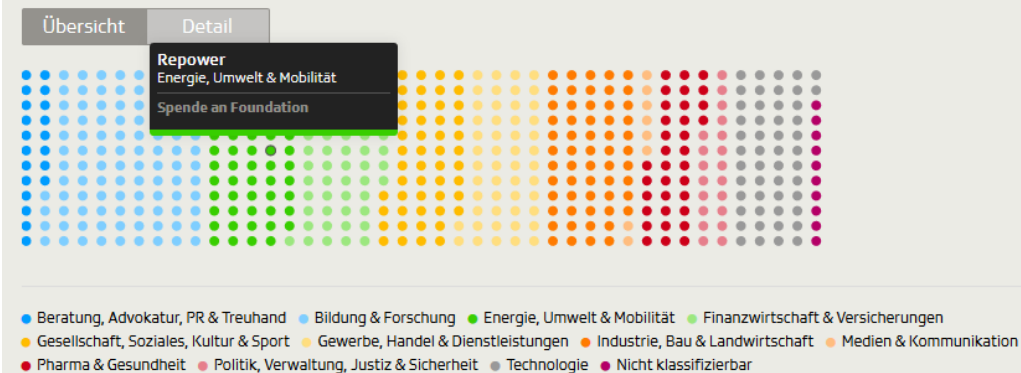 Übersicht Detail
Repower
Energie, Umwelt & Mobilität
Spende an Foundation
Beratung, Advokatur, PR & Treuhand Bildung & Forschung Energie, Umwelt & Mobilität Finanzwirtschaft & Versicherungen
Gesellschaft, Soziales, Kultur & Sport Gewerbe, Handel & Dienstleistungen Industrie, Bau & Landwirtschaft Medien & Kommunikation
Pharma & Gesundheit Politik, Verwaltung, Justiz & Sicherheit Technologie Nicht klassifizierbar